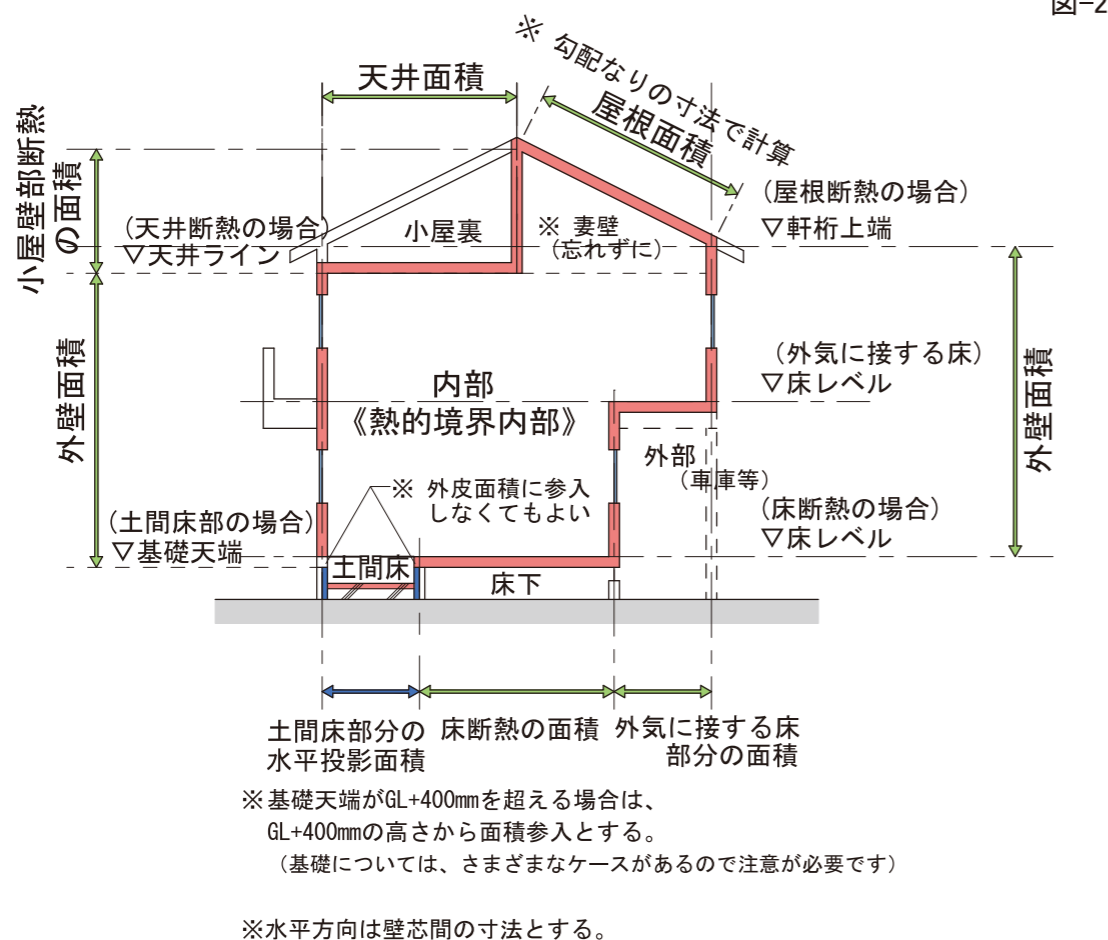 図-2
天井面積
※ 勾配なりの寸法で計算
屋根面積
小屋壁部断熱
の面積
(天井断熱の場合)
▽天井ライン
小屋裏
※ 妻壁
(忘れずに)
(屋根断熱の場合)
▽軒桁上端
外壁面積
内部
《熱的境界内部》
(外気に接する床)
▽床レベル
外壁面積
外部
(車庫等)
※ 外皮面積に参入
しなくてもよい
(土間床部の場合)
▽基礎天端
(床断熱の場合)
▽床レベル
土間床
床下
土間床部分の
水平投影面積
床断熱の面積
外気に接する床
部分の面積
※基礎天端がGL+400mmを超える場合は、
GL+400mmの高さから面積参入とする。
(基礎については、さまざまなケースがあるので注意が必要です)
※水平方向は壁芯間の寸法とする。